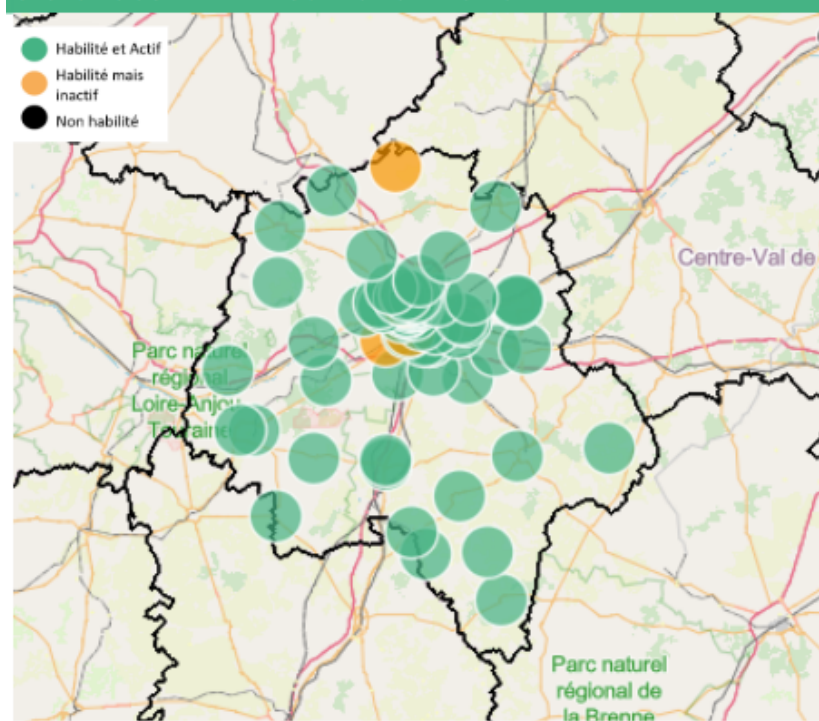 Habilité et Actif
Habilité mais
inactif
Non habilité
Centre-Val de
Parc naturel
régional
Loire-Anjou-
Touraine
Parc naturel
régional de
la Brenne